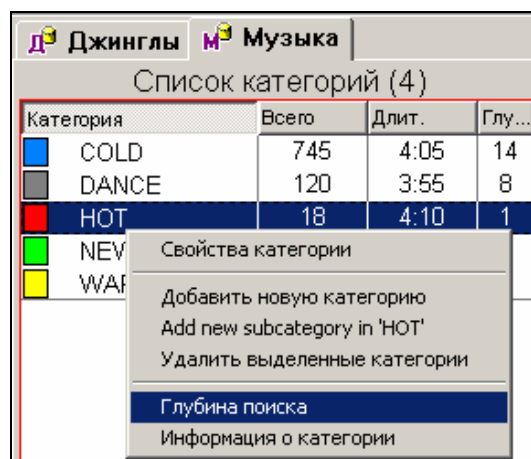 Джинглы Музыка
Список категорий (4)
Категория Всего Длит. Глу...
COLD 745 4:05 14
DANCE 120 3:55 8
HOT 18 4:10 1
NEW
Свойства категории
Добавить новую категорию
Add new subcategory in 'HOT'
Удалить выделенные категории
Глубина поиска
Информация о категории